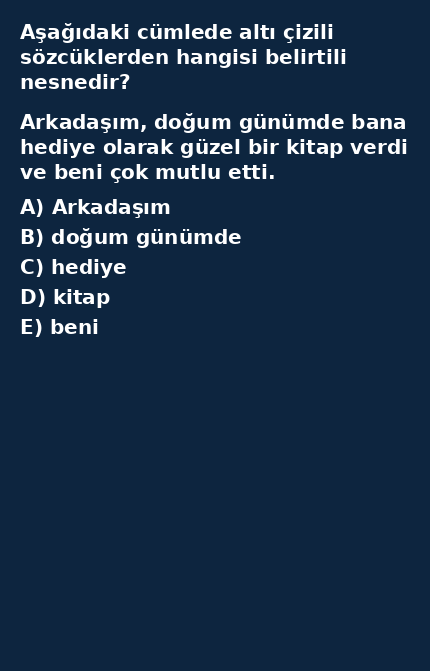 Aşağıdaki cümlede altı çizili
sözcüklerden hangisi belirtili
nesnedir?
Arkadaşım, doğum günümde bana
hediye olarak güzel bir kitap verdi
ve beni çok mutlu etti.
A) Arkadaşım
B) doğum günümde
C) hediye
D) kitap
E) beni